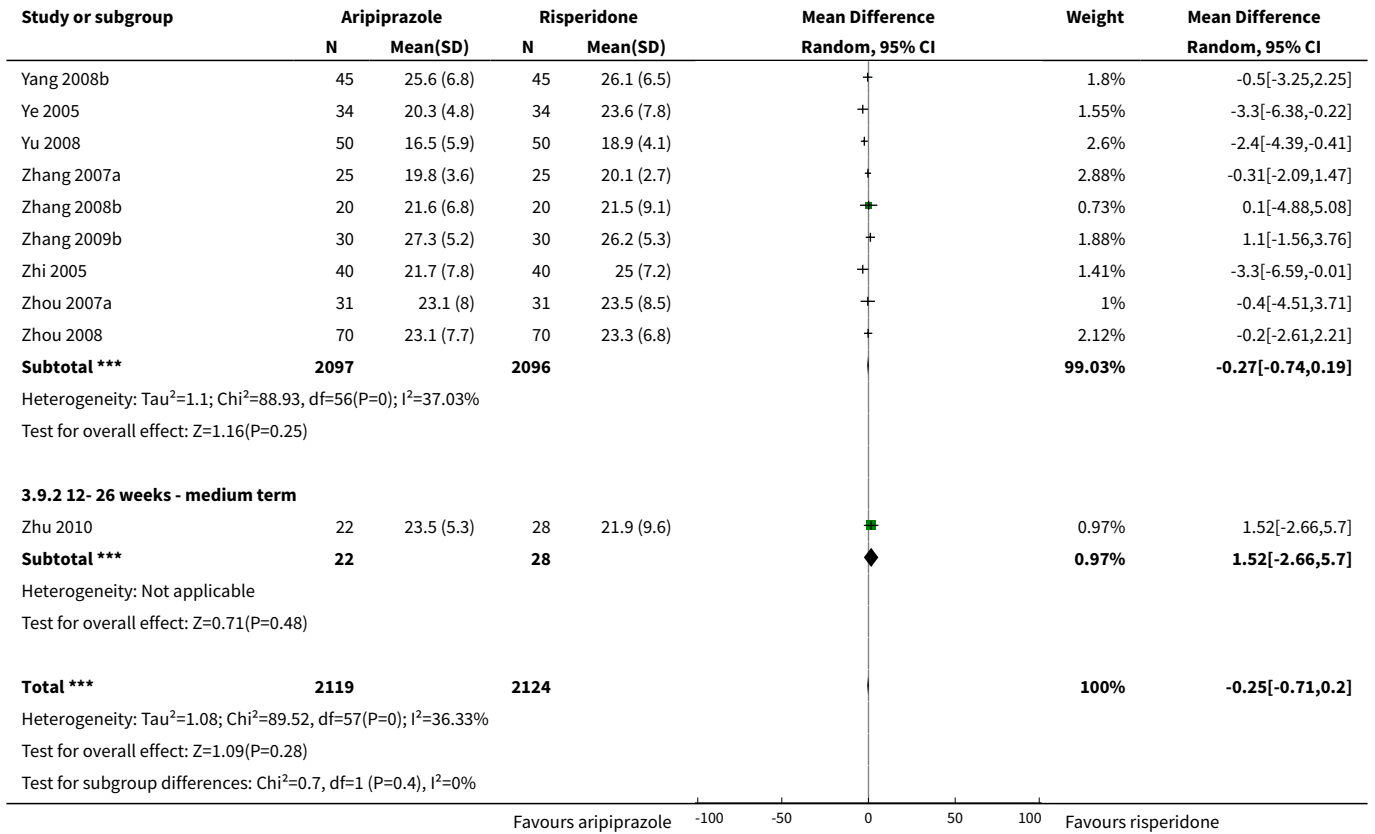 Study or subgroup Aripiprazole Risperidone Mean Difference Weight Mean Difference
N Mean(SD) N Mean(SD) Random, 95% CI Random, 95% CI
Yang 2008b 45 25.6 (6.8) 45 26.1 (6.5) 1.8% -0.5[-3.25,2.25]
Ye 2005 34 20.3 (4.8) 34 23.6 (7.8) 1.55% -3.3[-6.38,-0.22]
Yu 2008 50 16.5 (5.9) 50 18.9 (4.1) 2.6% -2.4[-4.39,-0.41]
Zhang 2007a 25 19.8 (3.6) 25 20.1 (2.7) 2.88% -0.31[-2.09,1.47]
Zhang 2008b 20 21.6 (6.8) 20 21.5 (9.1) 0.73% 0.1[-4.88,5.08]
Zhang 2009b 30 27.3 (5.2) 30 26.2 (5.3) 1.88% 1.1[-1.56,3.76]
Zhi 2005 40 21.7 (7.8) 40 25 (7.2) 1.41% -3.3[-6.59,-0.01]
Zhou 2007a 31 23.1 (8) 31 23.5 (8.5) 1% -0.4[-4.51,3.71]
Zhou 2008 70 23.1 (7.7) 70 23.3 (6.8) 2.12% -0.2[-2.61,2.21]
Subtotal *** 2097 2096 99.03% -0.27[-0.74,0.19]
Heterogeneity: Tau²=1.1; Chi²=88.93, df=56(P=0); I²=37.03%
Test for overall effect: Z=1.16(P=0.25)
3.9.2 12- 26 weeks - medium term
Zhu 2010 22 23.5 (5.3) 28 21.9 (9.6) 0.97% 1.52[-2.66,5.7]
Subtotal *** 22 28 0.97% 1.52[-2.66,5.7]
Heterogeneity: Not applicable
Test for overall effect: Z=0.71(P=0.48)
Total *** 2119 2124 100% -0.25[-0.71,0.2]
Heterogeneity: Tau²=1.08; Chi²=89.52, df=57(P=0); I²=36.33%
Test for overall effect: Z=1.09(P=0.28)
Test for subgroup differences: Chi²=0.7, df=1 (P=0.4), I²=0%
Favours aripiprazole -100 -50 0 50 100 Favours risperidone